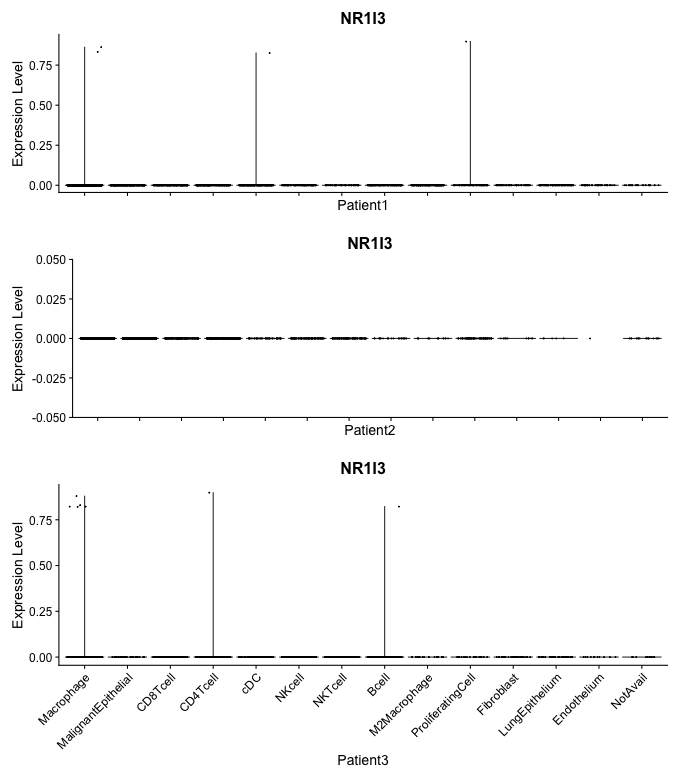 NR1I3
Expression Level
0.75
0.50
0.25
0.00
Patient1
NR1I3
Expression Level
0.050
0.025
0.000
-0.025
-0.050
Patient2
NR1I3
Expression Level
0.75
0.50
0.25
0.00
Macrophage
MalignantEpithelial
CD8Tcell
CD4Tcell
cDC
NKcell
NKTcell
Bcell
M2Macrophage
ProliferatingCell
Fibroblast
LungEpithelium
Endothelium
NotAvail
Patient3